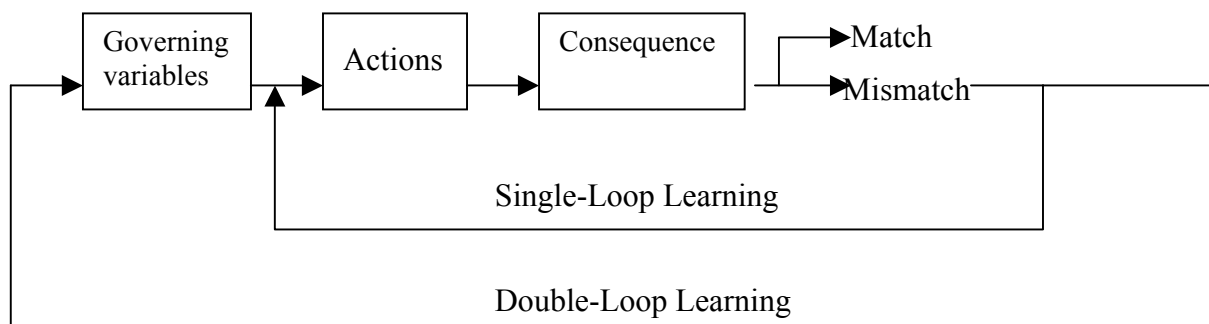 Governing
variables
Actions
Consequence
Match
Mismatch
Single-Loop Learning
Double-Loop Learning